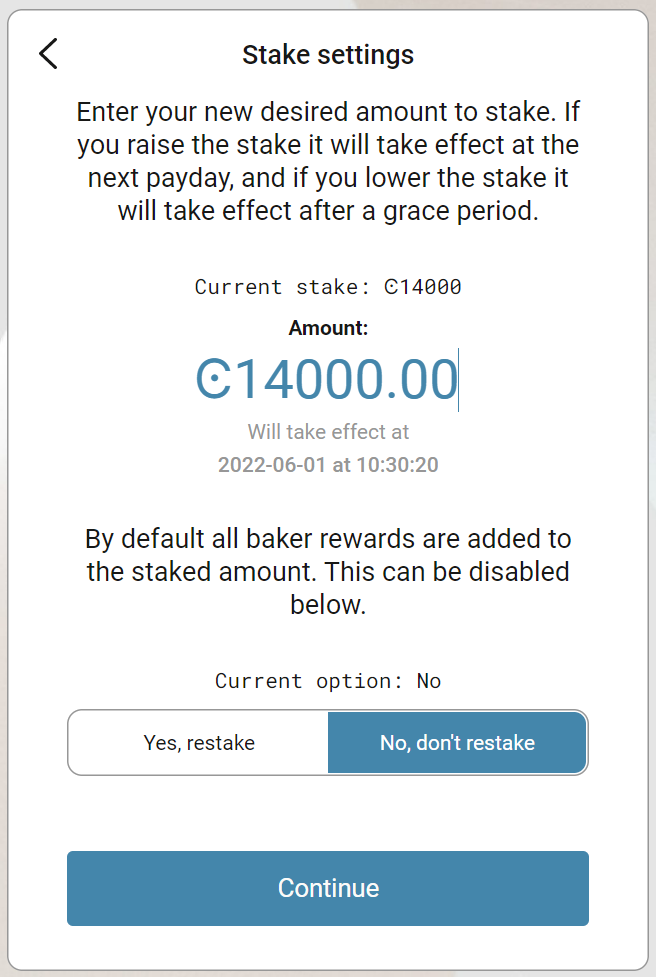 Stake settings
Enter your new desired amount to stake. If
you raise the stake it will take effect at the
next payday, and if you lower the stake it
will take effect after a grace period.
Current stake: Ͼ14000
Amount:
Ͼ14000.00
Will take effect at
2022-06-01 at 10:30:20
By default all baker rewards are added to
the staked amount. This can be disabled
below.
Current option: No
Yes, restake
No, don't restake
Continue